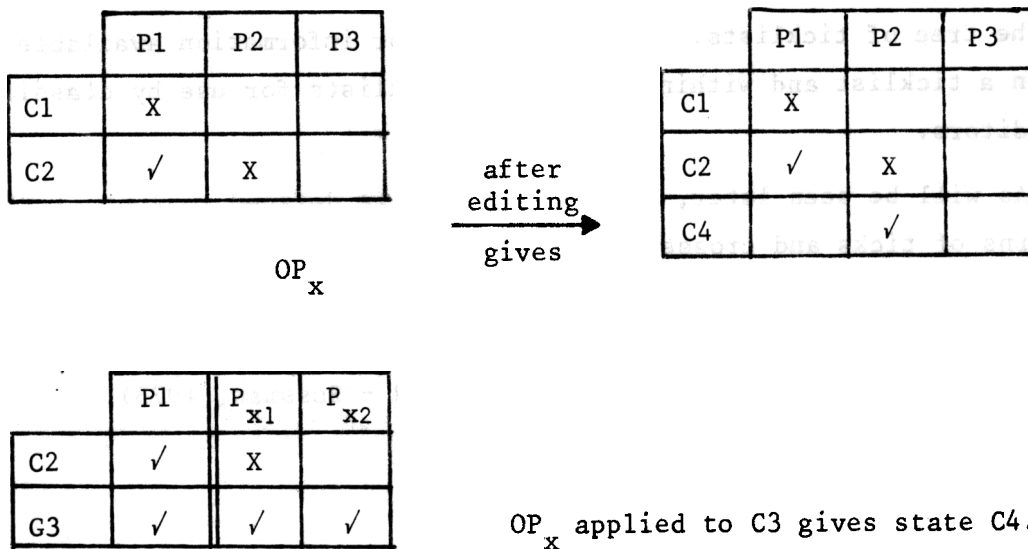 P1 P2 P3
C1 X
C2 √ X
OPx
after
editing
gives
P1 P2 P3
C1 X
C2 √ X
C4 √
P1 Px1 Px2
C2 √ X
G3 √ √ √
OPx applied to C3 gives state C4.